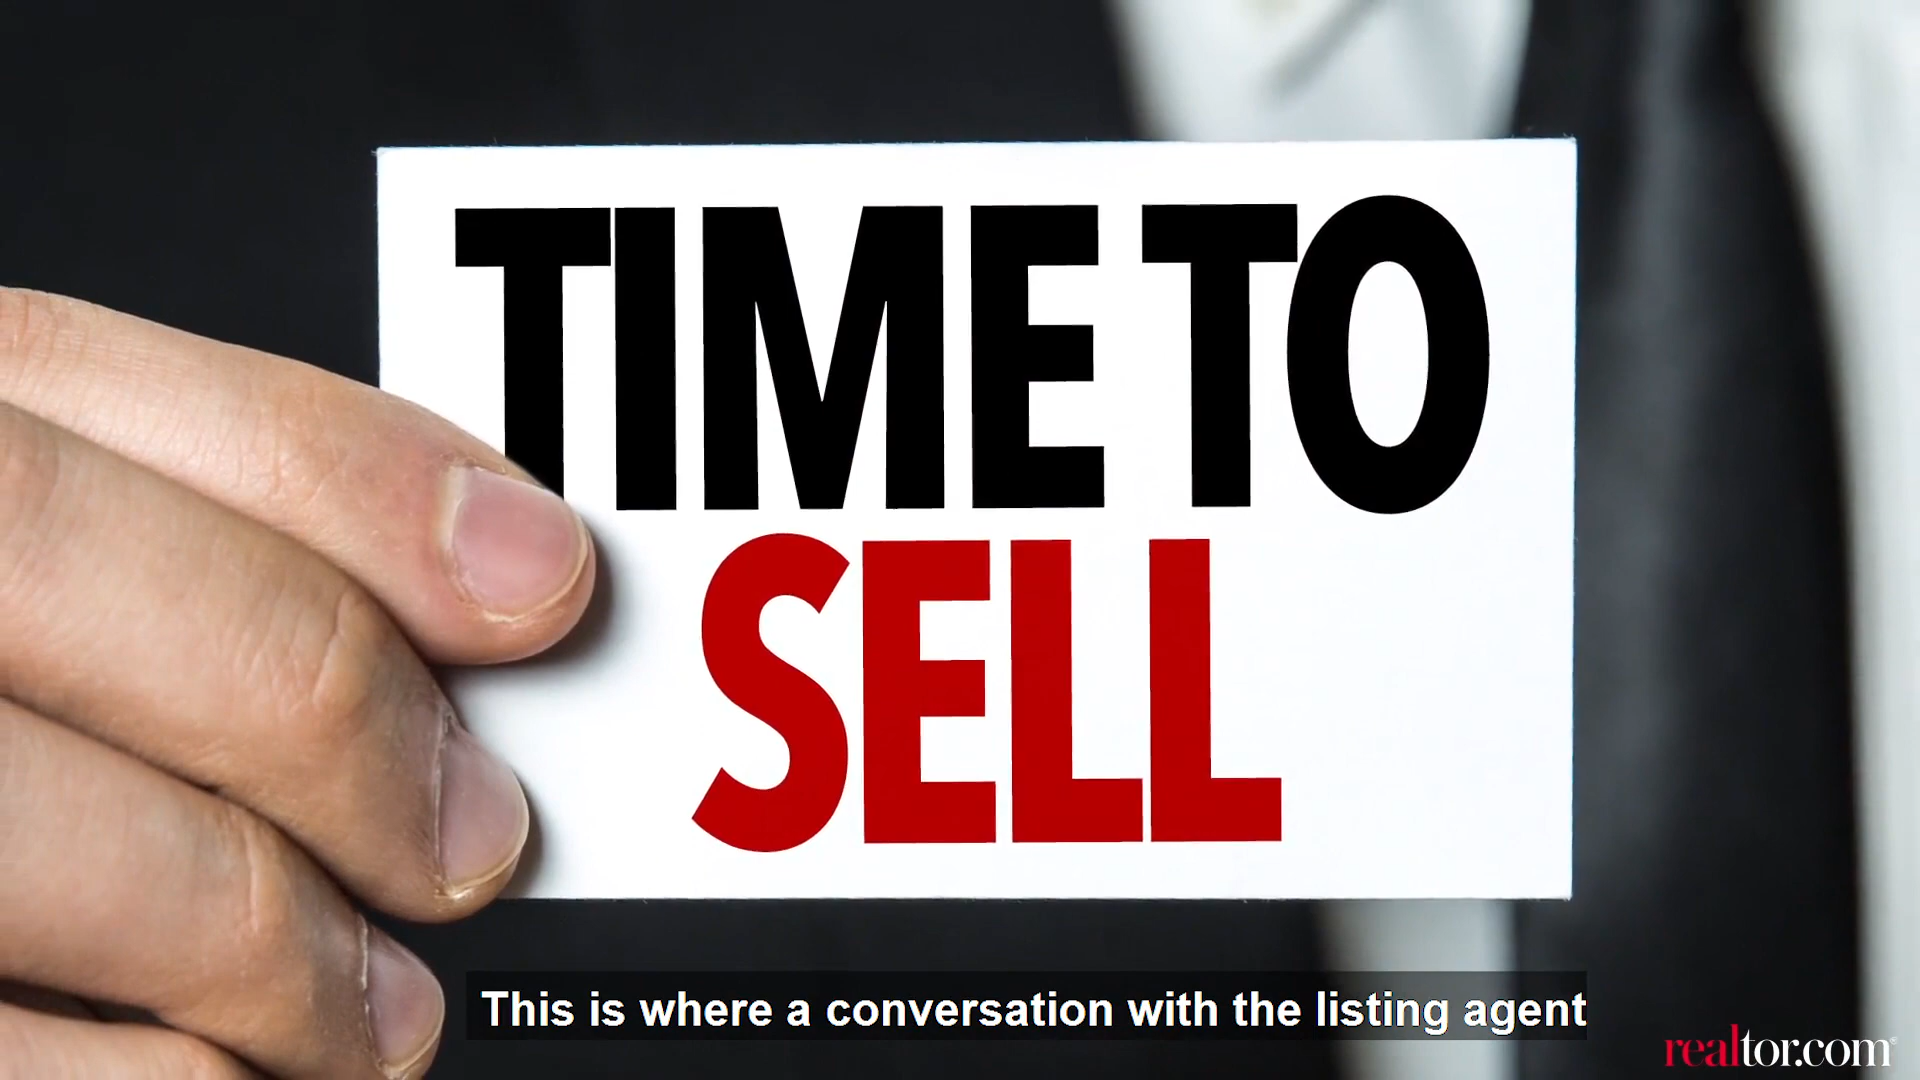 TIME TO
SELL
This is where a conversation with the listing agent
realtor.com®